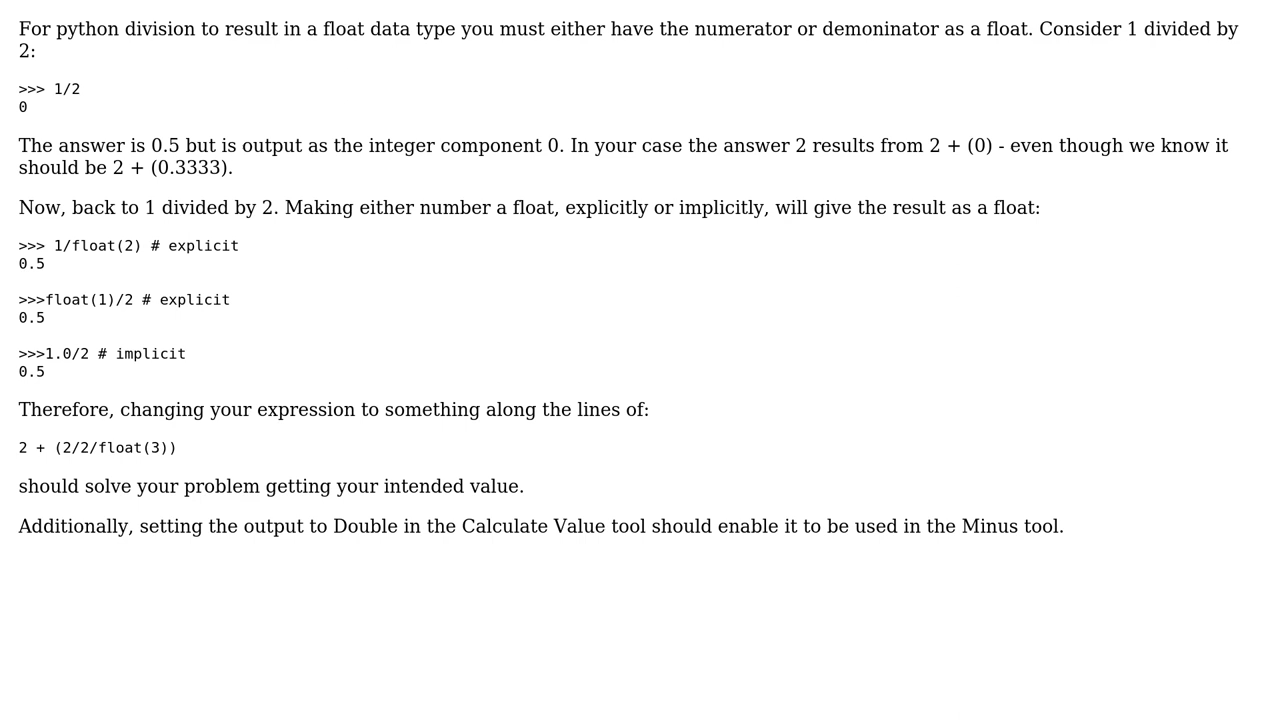 For python division to result in a float data type you must either have the numerator or demoninator as a float. Consider 1 divided by
2:
>>> 1/2
0
The answer is 0.5 but is output as the integer component 0. In your case the answer 2 results from 2 + (0) - even though we know it
should be 2 + (0.3333).
Now, back to 1 divided by 2. Making either number a float, explicitly or implicitly, will give the result as a float:
>>> 1/float(2) # explicit
0.5
>>>float(1)/2 # explicit
0.5
>>>1.0/2 # implicit
0.5
Therefore, changing your expression to something along the lines of:
2 + (2/2/float(3))
should solve your problem getting your intended value.
Additionally, setting the output to Double in the Calculate Value tool should enable it to be used in the Minus tool.